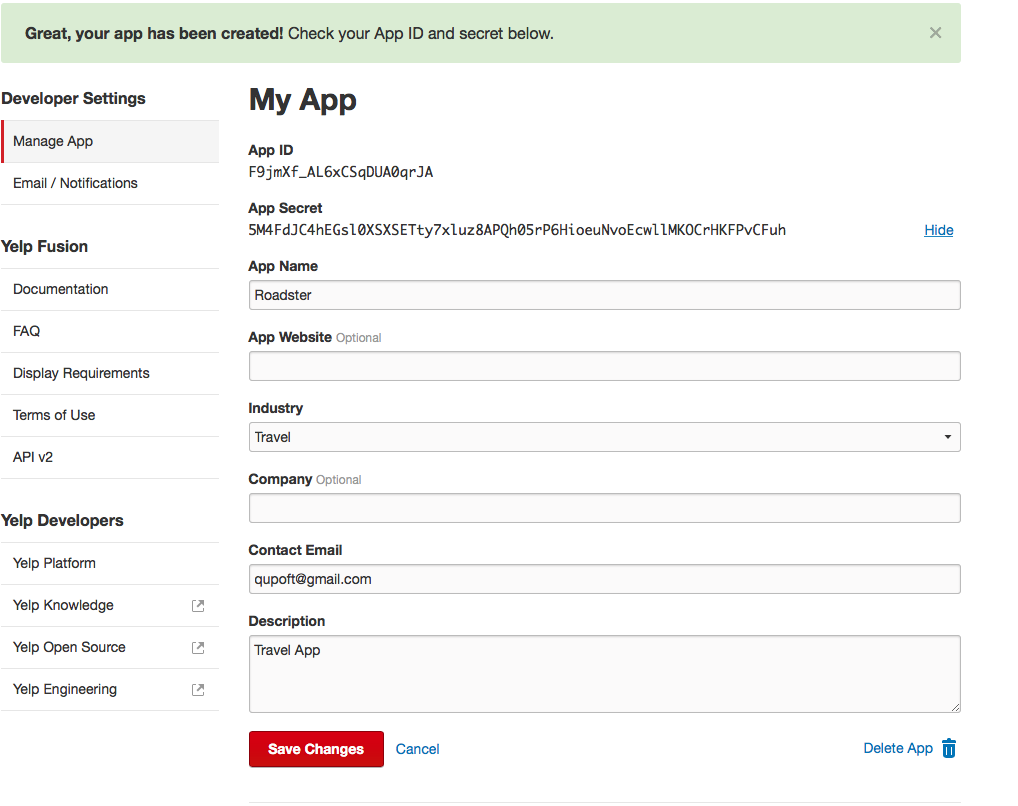 Great, your app has been created! Check your App ID and secret below.
Developer Settings
Manage App
Email / Notifications
Yelp Fusion
Documentation
FAQ
Display Requirements
Terms of Use
API v2
Yelp Developers
Yelp Platform
Yelp Knowledge
Yelp Open Source
Yelp Engineering
My App
App ID
F9jmXf_AL6xCSqDUA0qrJA
App Secret
5M4FdJC4hEGsl0XSXSETty7xluz8APQh05rP6HioeuNvoEcwllMKOCrHKFPvCFuh
Hide
App Name
Roadster
App Website Optional
Industry
Travel
Company Optional
Contact Email
qupoft@gmail.com
Description
Travel App
Save Changes
Cancel
Delete App